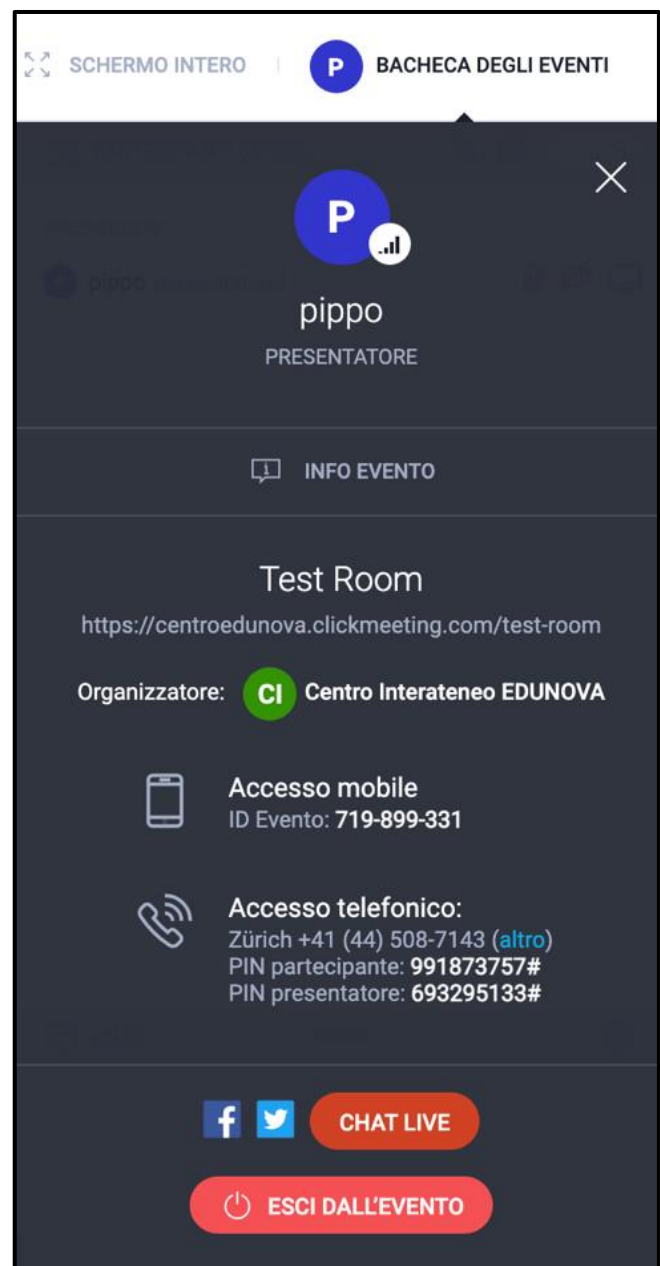 SCHERMO INTERO
P BACHECA DEGLI EVENTI
P
pippo
PRESENTATORE
INFO EVENTO
Test Room
https://centroedunova.clickmeeting.com/test-room
Organizzatore: CI Centro Interateneo EDUNOVA
Accesso mobile
ID Evento: 719-899-331
Accesso telefonico:
Zürich +41 (44) 508-7143 (altro)
PIN partecipante: 991873757#
PIN presentatore: 693295133#
CHAT LIVE
ESCI DALL'EVENTO